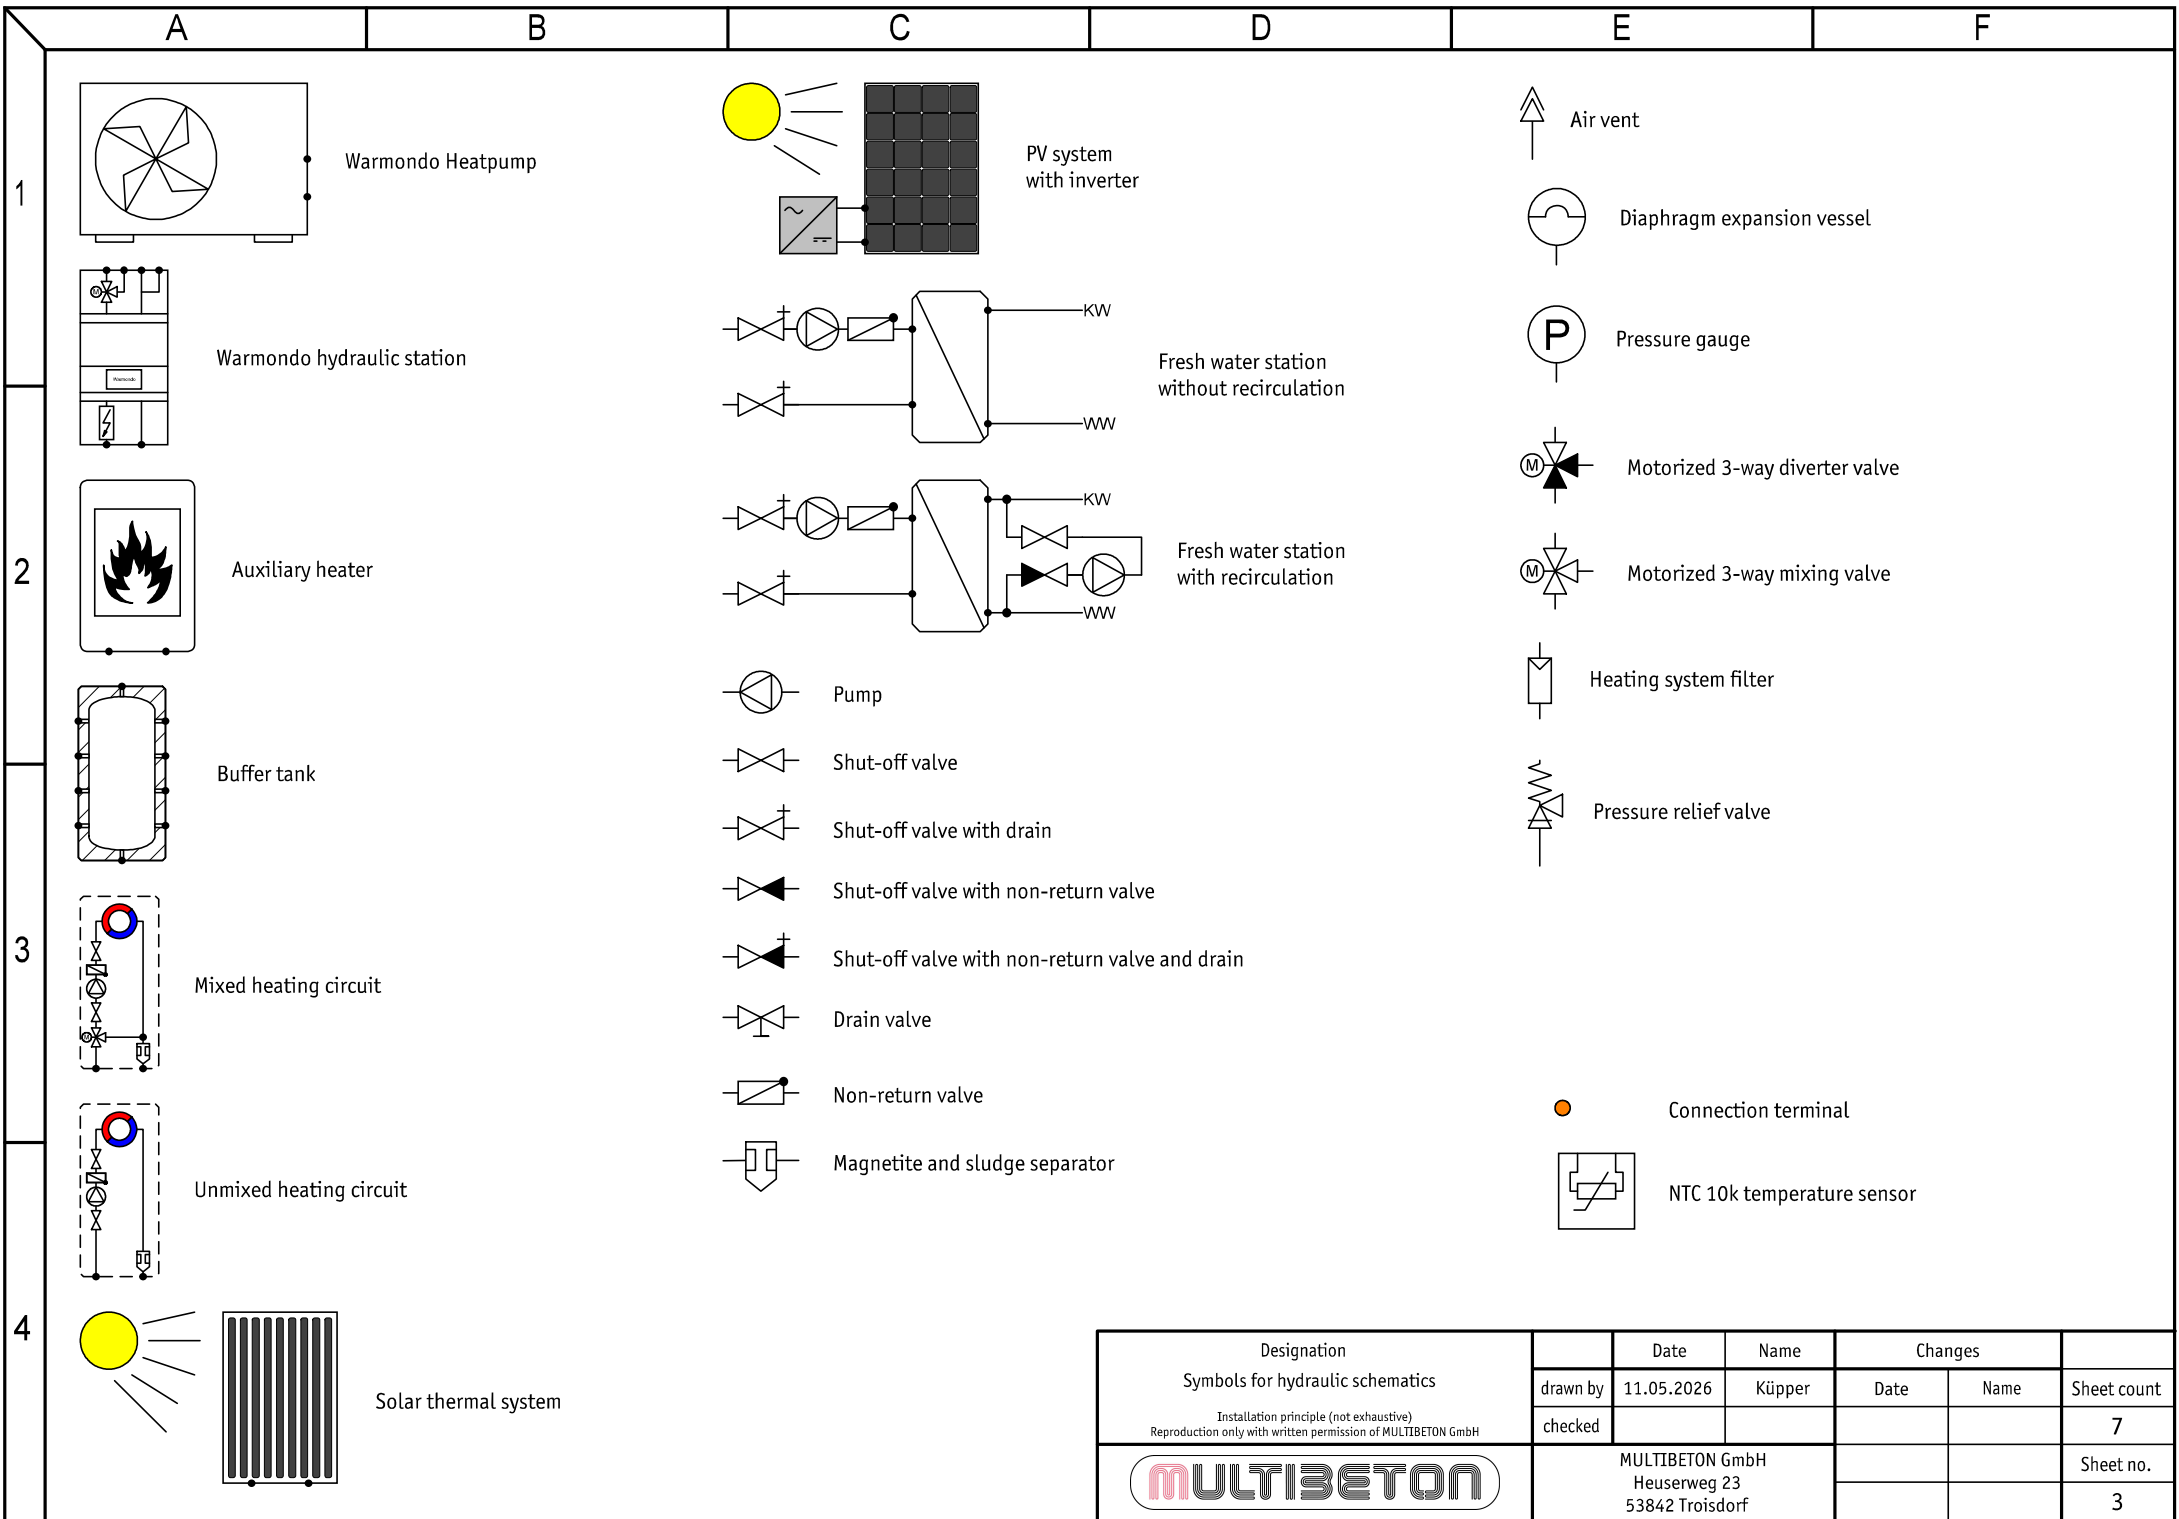 A B C D E F
1
2
3
4
Warmondo Heatpump
M
Warmondo
Warmondo hydraulic station
Auxiliary heater
Buffer tank
M
Mixed heating circuit
Unmixed heating circuit
Solar thermal system
PV system
with inverter
KW
WW
Fresh water station
without recirculation
KW
WW
Fresh water station
with recirculation
Pump
Shut-off valve
Shut-off valve with drain
Shut-off valve with non-return valve
Shut-off valve with non-return valve and drain
Drain valve
Non-return valve
Magnetite and sludge separator
Air vent
Diaphragm expansion vessel
P
Pressure gauge
M
Motorized 3-way diverter valve
M
Motorized 3-way mixing valve
Heating system filter
Pressure relief valve
Connection terminal
NTC 10k temperature sensor
Designation
Symbols for hydraulic schematics
Installation principle (not exhaustive)
Reproduction only with written permission of MULTIBETON GmbH
MULTIBETON
Date Name Changes
drawn by 11.05.2026 Küpper Date Name Sheet count
checked 7
MULTIBETON GmbH
Heuserweg 23
53842 Troisdorf
Sheet no.
3